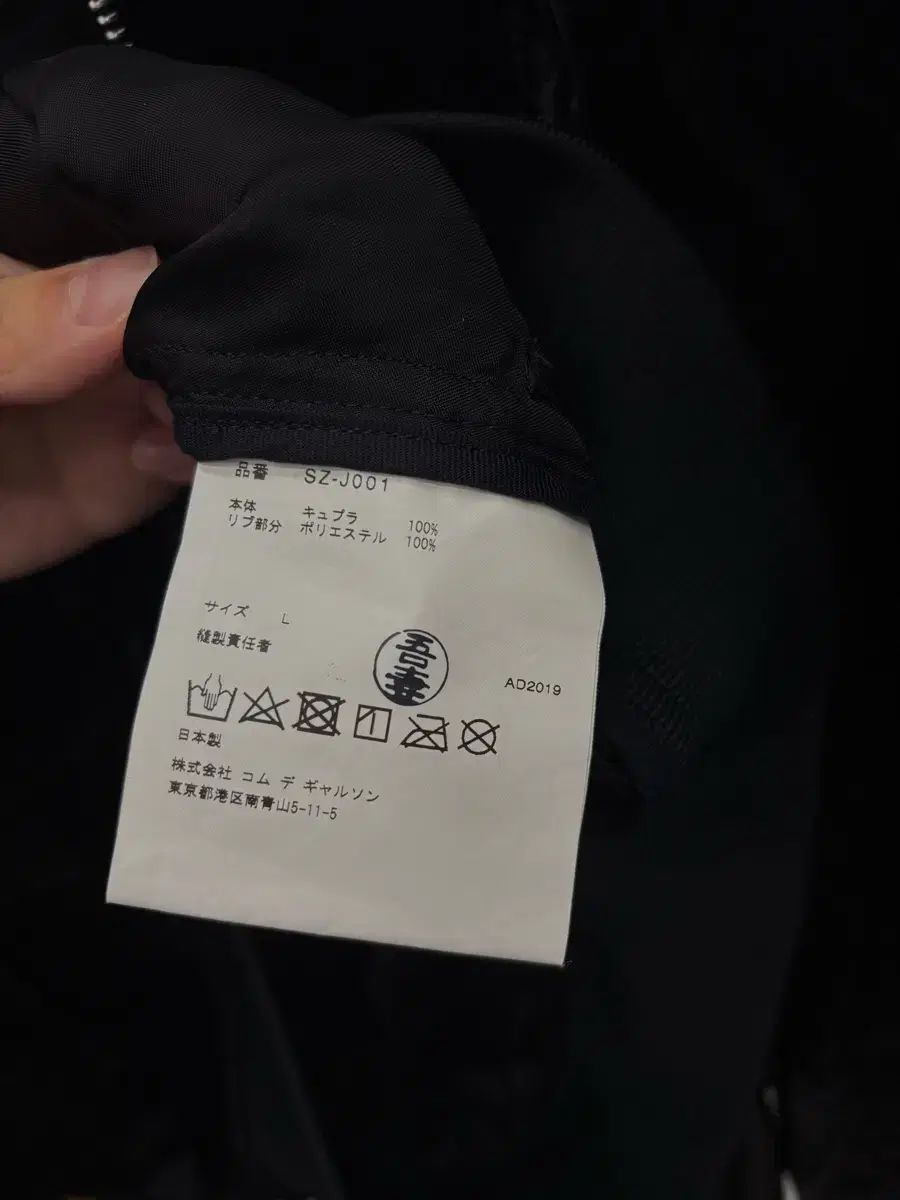 品番 SZ-J001
本体 キュプラ 100%
リブ部分 ポリエステル 100%
サイズ L
縫製責任者
吾妻
AD2019
日本製
株式会社 コム デ ギャルソン
東京都港区南青山5-11-5